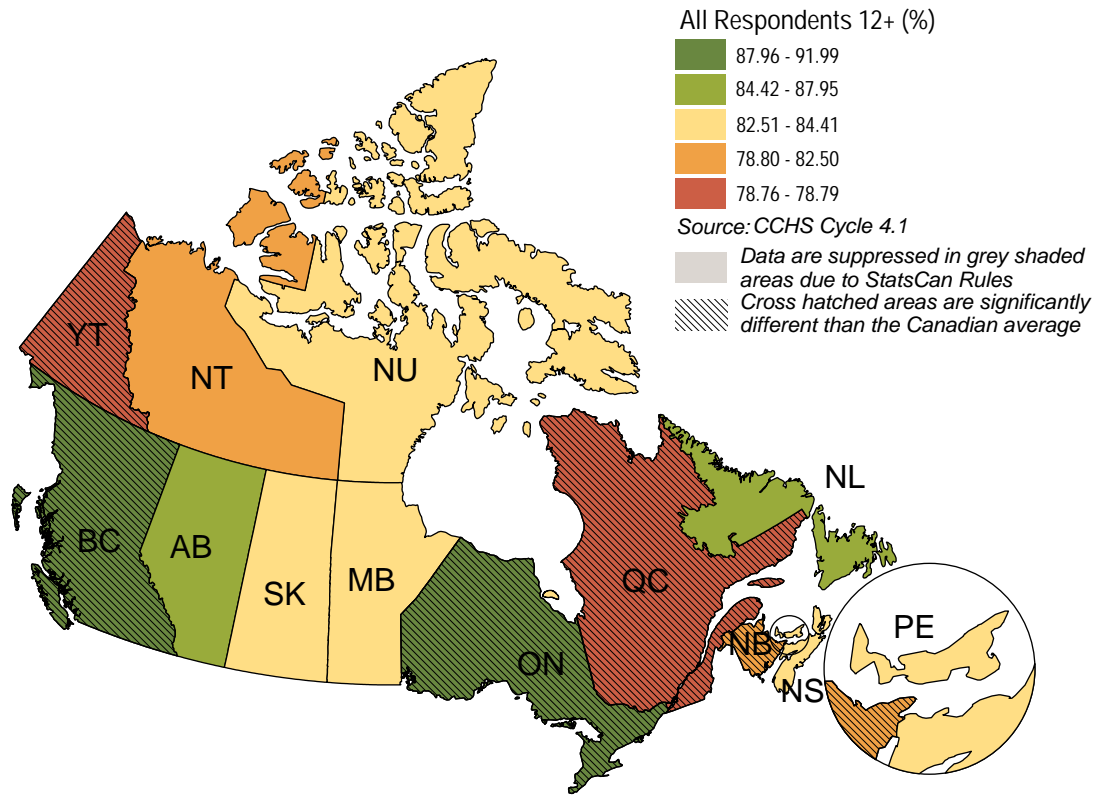 All Respondents 12+ (%)
87.96 - 91.99
84.42 - 87.95
82.51 - 84.41
78.80 - 82.50
78.76 - 78.79
Source: CCHS Cycle 4.1
Data are suppressed in grey shaded
areas due to StatsCan Rules
Cross hatched areas are significantly
different than the Canadian average
YT
NT
NU
NL
BC
AB
SK
MB
QC
ON
NB
NS
PE